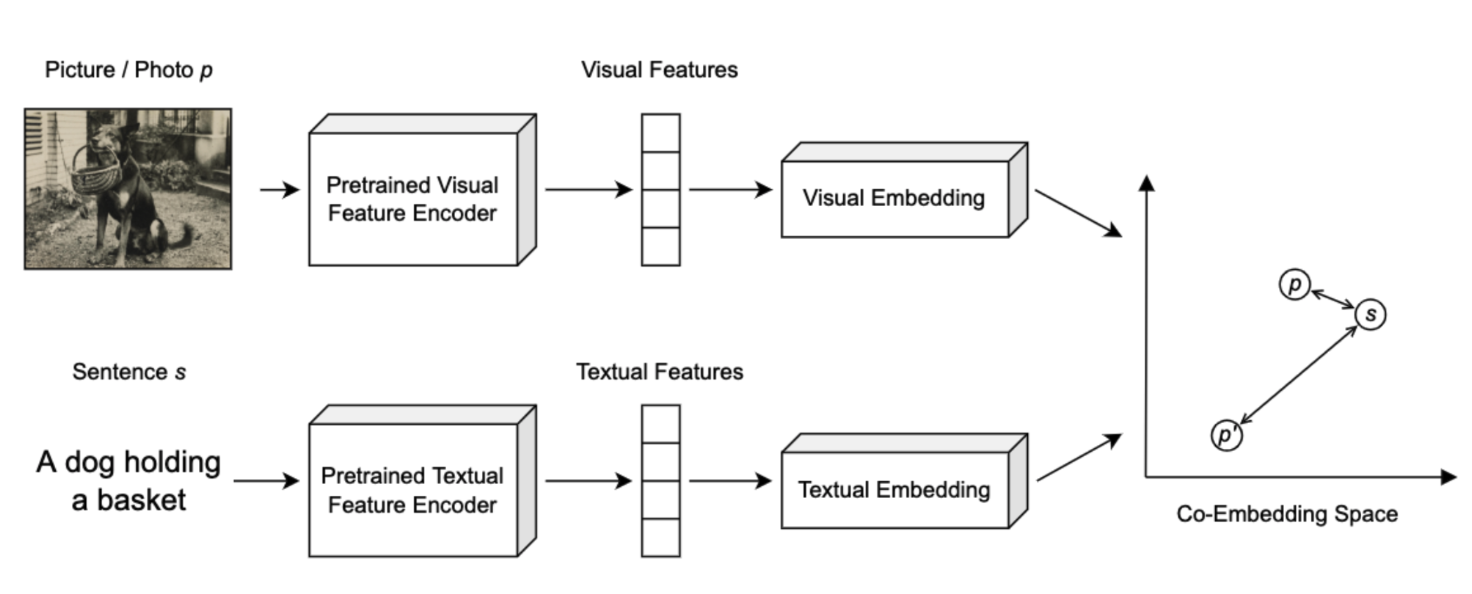 Picture / Photo p
Visual Features
Pretrained Visual
Feature Encoder
Visual Embedding
Sentence s
Textual Features
A dog holding
a basket
Pretrained Textual
Feature Encoder
Textual Embedding
p
s
p'
Co-Embedding Space